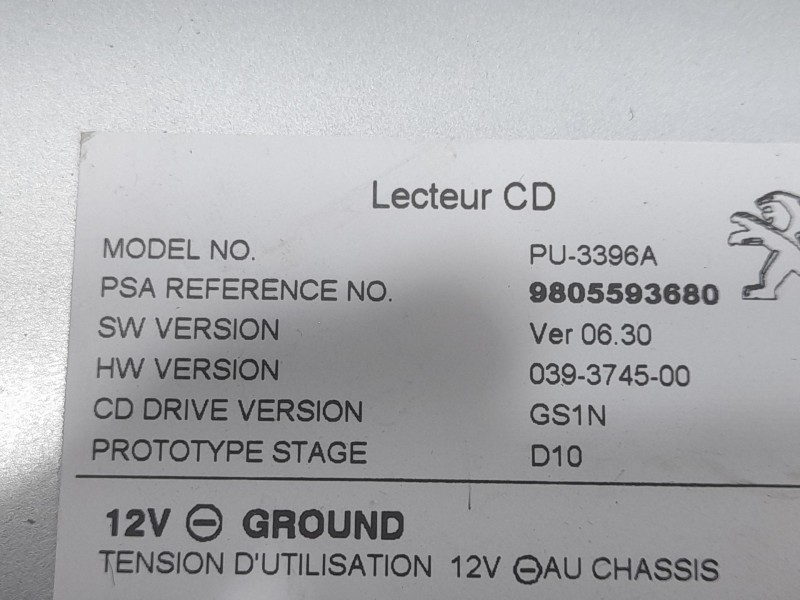 Lecteur CD
MODEL NO. PU-3396A
PSA REFERENCE NO. 9805593680
SW VERSION Ver 06.30
HW VERSION 039-3745-00
CD DRIVE VERSION GS1N
PROTOTYPE STAGE D10
12V ⊖ GROUND
TENSION D'UTILISATION 12V ⊖AU CHASSIS